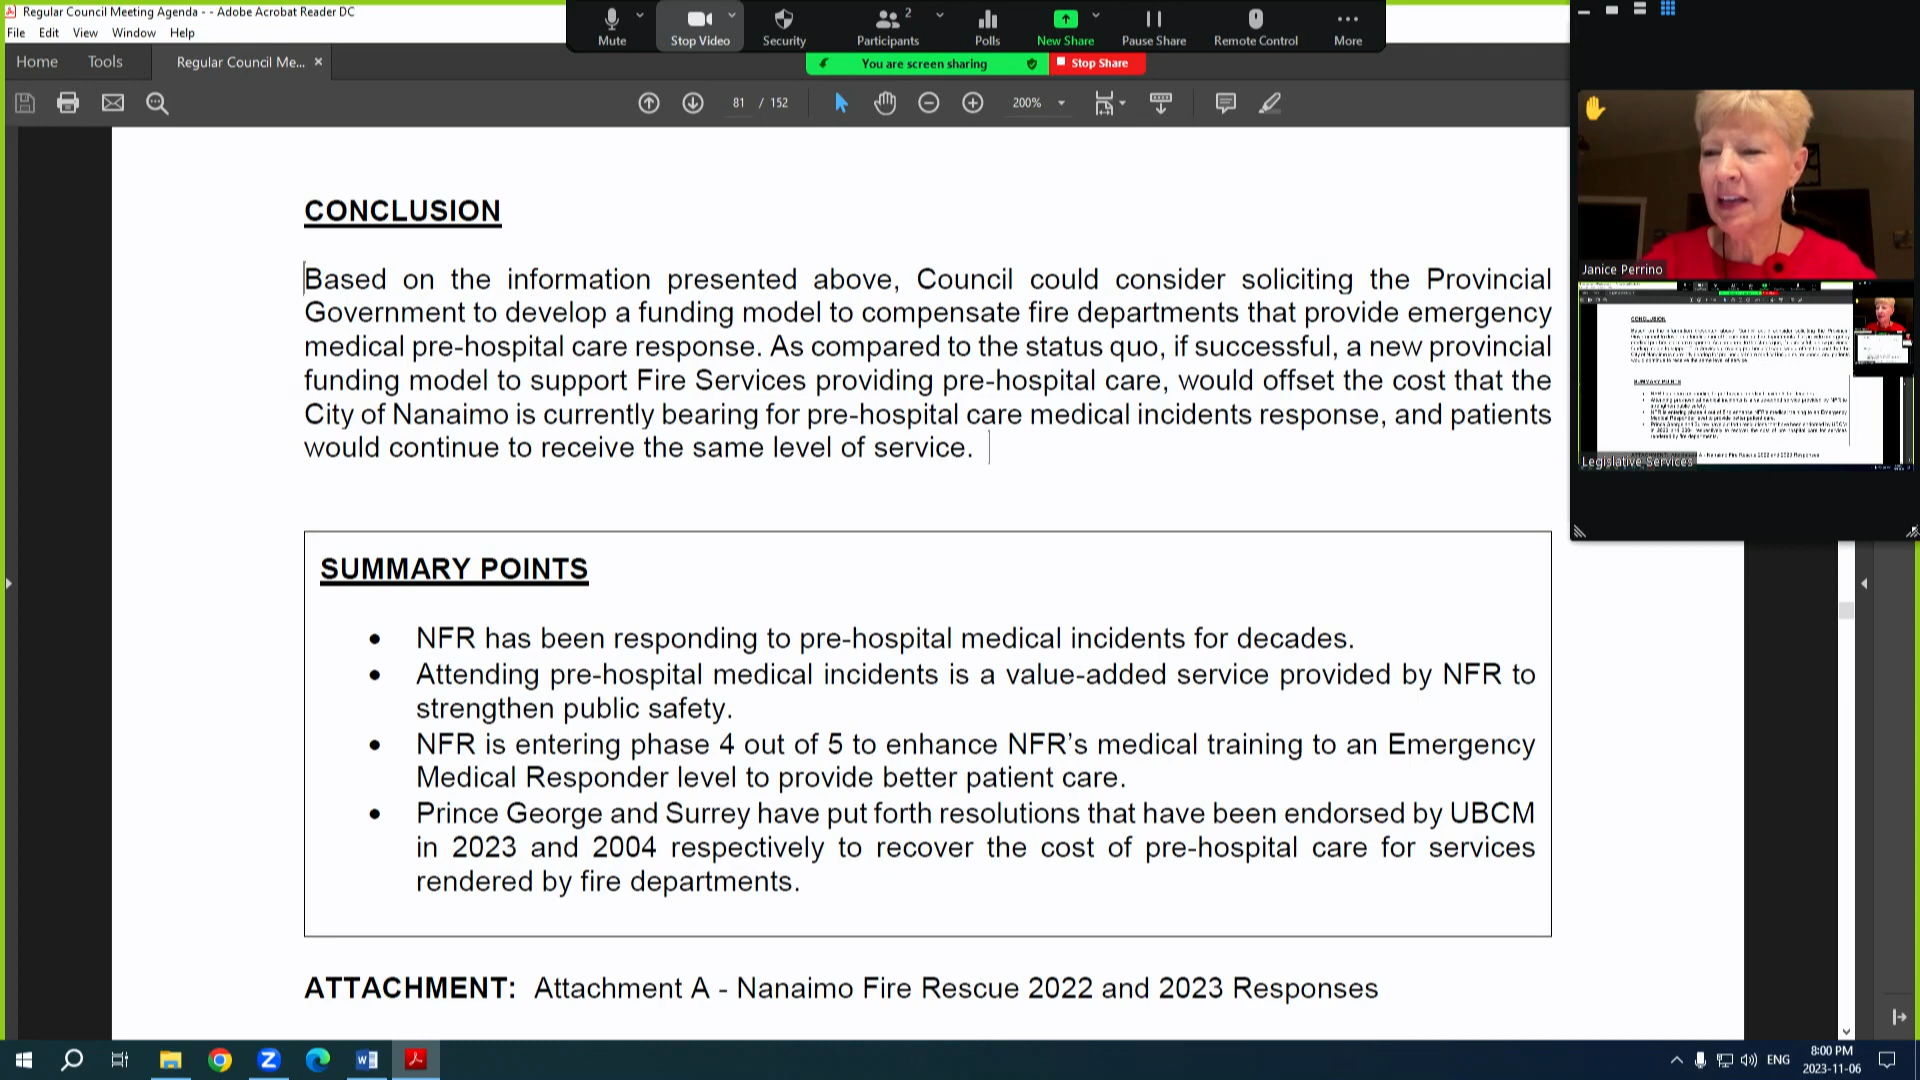 Regular Council Meeting Agenda - - Adobe Acrobat Reader DC
File Edit View Window Help
Mute
Stop Video
Security
Participants 2
Polls
New Share
Pause Share
Remote Control
More
You are screen sharing
Stop Share
Home
Tools
Regular Council Me...
81 / 152
200%
CONCLUSION
Based on the information presented above, Council could consider soliciting the Provincial
Government to develop a funding model to compensate fire departments that provide emergency
medical pre-hospital care response. As compared to the status quo, if successful, a new provincial
funding model to support Fire Services providing pre-hospital care, would offset the cost that the
City of Nanaimo is currently bearing for pre-hospital care medical incidents response, and patients
would continue to receive the same level of service.
SUMMARY POINTS
• NFR has been responding to pre-hospital medical incidents for decades.
• Attending pre-hospital medical incidents is a value-added service provided by NFR to
strengthen public safety.
• NFR is entering phase 4 out of 5 to enhance NFR's medical training to an Emergency
Medical Responder level to provide better patient care.
• Prince George and Surrey have put forth resolutions that have been endorsed by UBCM
in 2023 and 2004 respectively to recover the cost of pre-hospital care for services
rendered by fire departments.
ATTACHMENT: Attachment A - Nanaimo Fire Rescue 2022 and 2023 Responses
Janice Perrino
Legislative Services
ENG
8:00 PM
2023-11-06